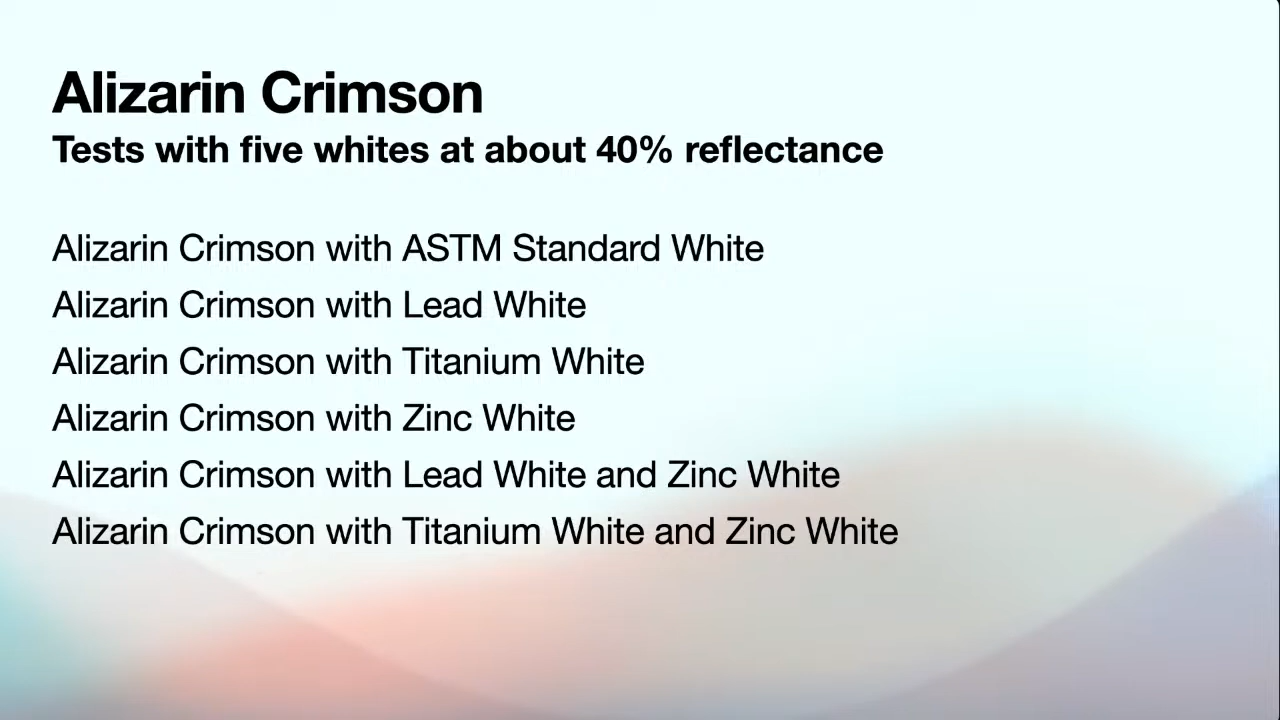 Alizarin Crimson
Tests with five whites at about 40% reflectance
Alizarin Crimson with ASTM Standard White
Alizarin Crimson with Lead White
Alizarin Crimson with Titanium White
Alizarin Crimson with Zinc White
Alizarin Crimson with Lead White and Zinc White
Alizarin Crimson with Titanium White and Zinc White